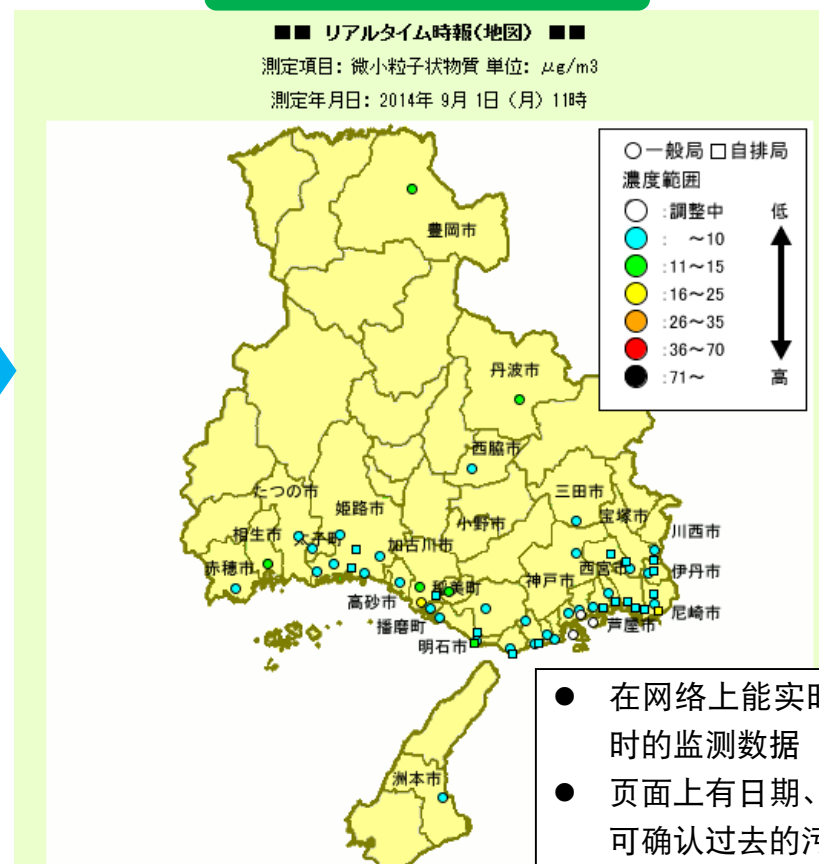 ■■ リアルタイム時報(地図) ■■
測定項目: 微小粒子状物質 単位: μg/m3
測定年月日: 2014年 9月 1日 (月) 11時
○一般局 □自排局
濃度範囲
○ :調整中 低
: ～10
:11～15
:16～25
:26～35
:36～70
:71～ 高
豊岡市
丹波市
西脇市
たつの市
姫路市
三田市
宝塚市
小野市
相生市
太子町
加古川市
川西市
赤穂市
神戸市
西宮市
伊丹市
高砂市
尼崎市
播磨町
芦屋市
明石市
洲本市
● 在网络上能实时
时的监测数据
● 页面上有日期、
可确认过去的污